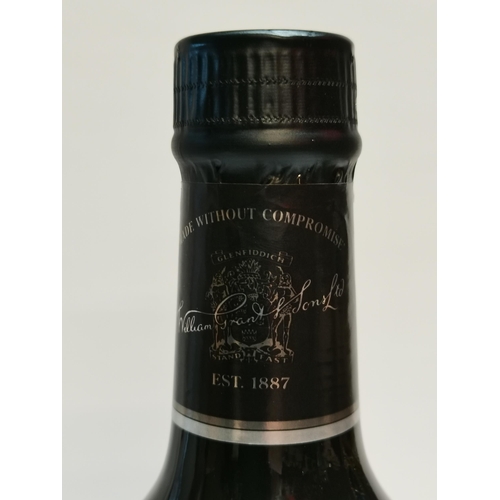 ADE WITHOUT COMPROMISE
GLENFIDDICH
William Grant & Sons Ltd
STAND FAST
EST. 1887